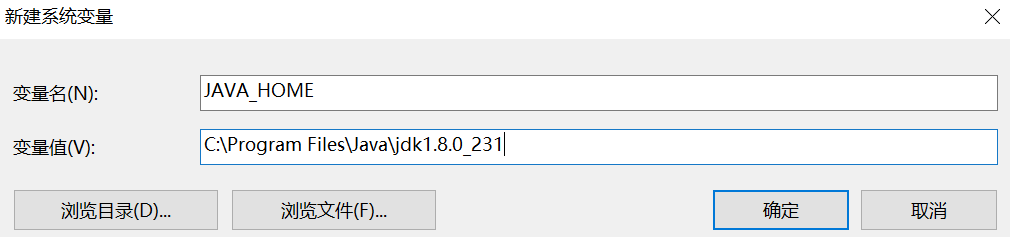 新建系统变量
变量名(N):
JAVA_HOME
变量值(V):
C:\Program Files\Java\jdk1.8.0_231
浏览目录(D)...
浏览文件(F)...
确定
取消